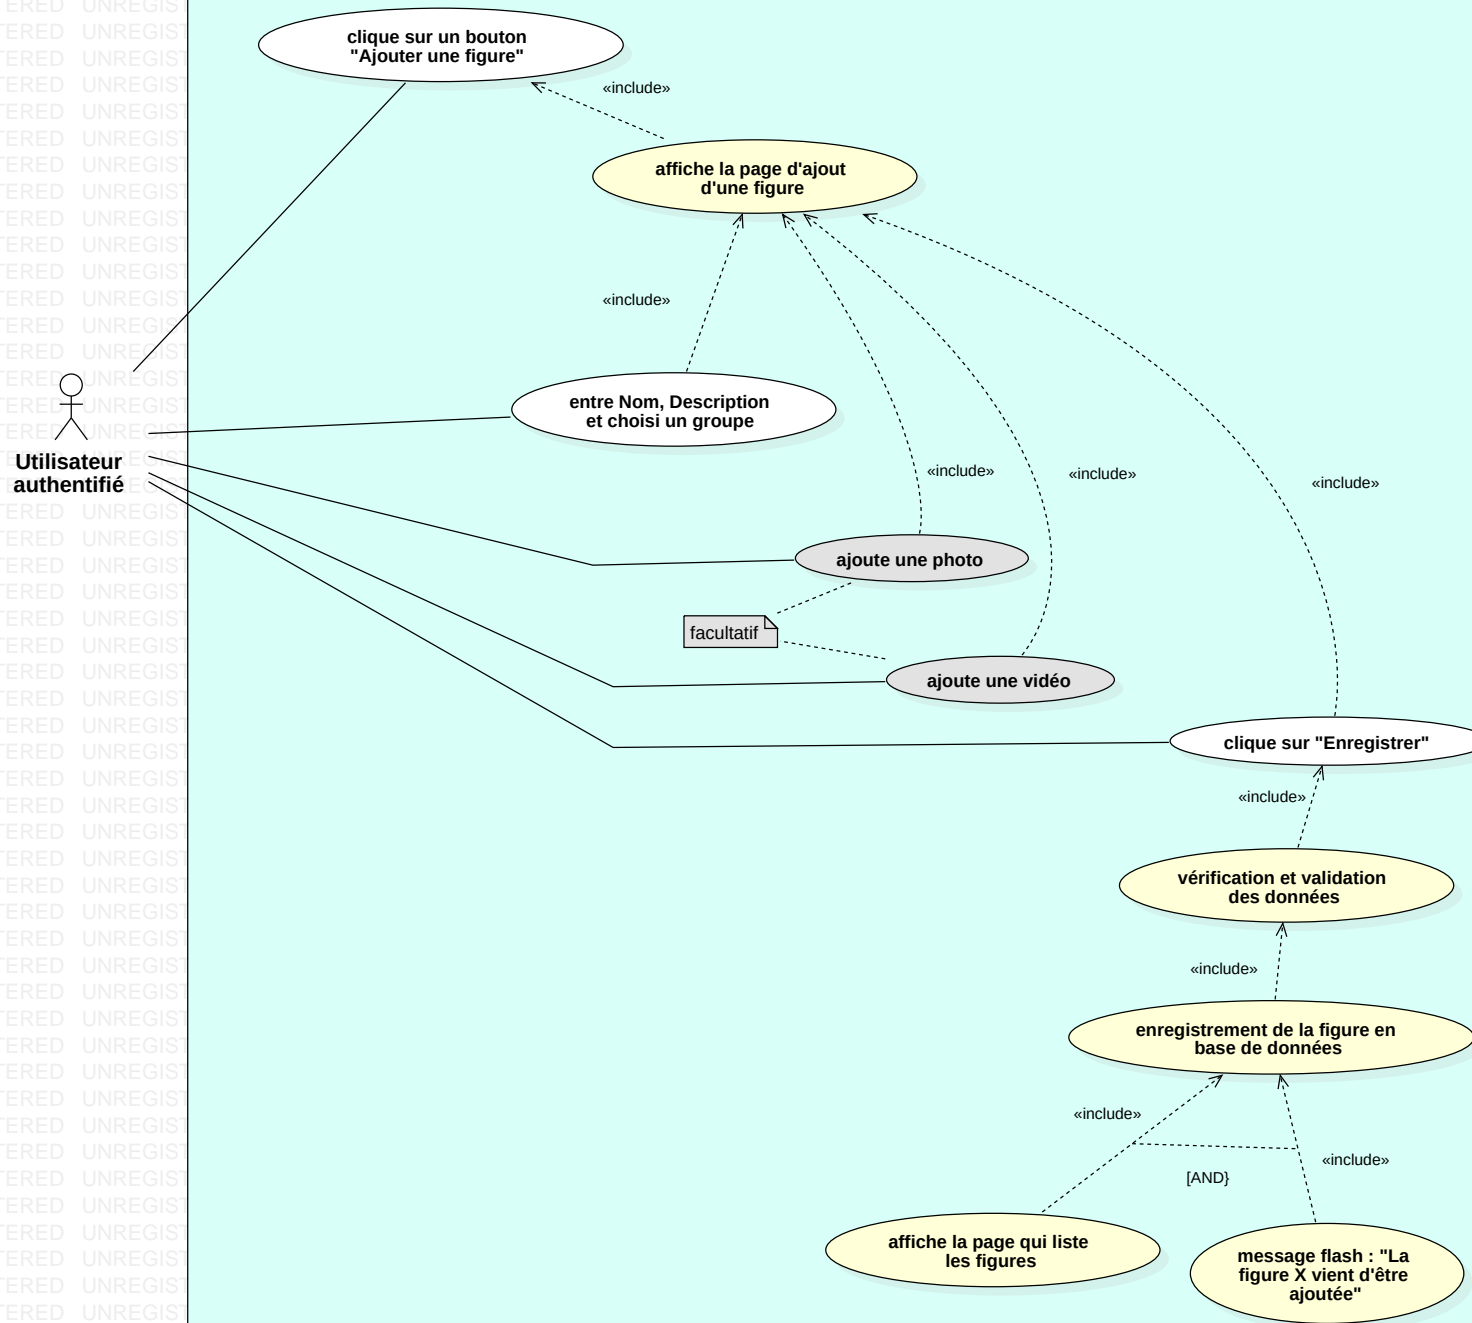 clique sur un bouton
"Ajouter une figure"
«include»
affiche la page d'ajout
d'une figure
«include»
entre Nom, Description
et choisi un groupe
Utilisateur
authentifié
«include»
«include»
«include»
ajoute une photo
facultatif
ajoute une vidéo
clique sur "Enregistrer"
«include»
vérification et validation
des données
«include»
enregistrement de la figure en
base de données
«include»
«include»
[AND}
affiche la page qui liste
les figures
message flash : "La
figure X vient d'être
ajoutée"